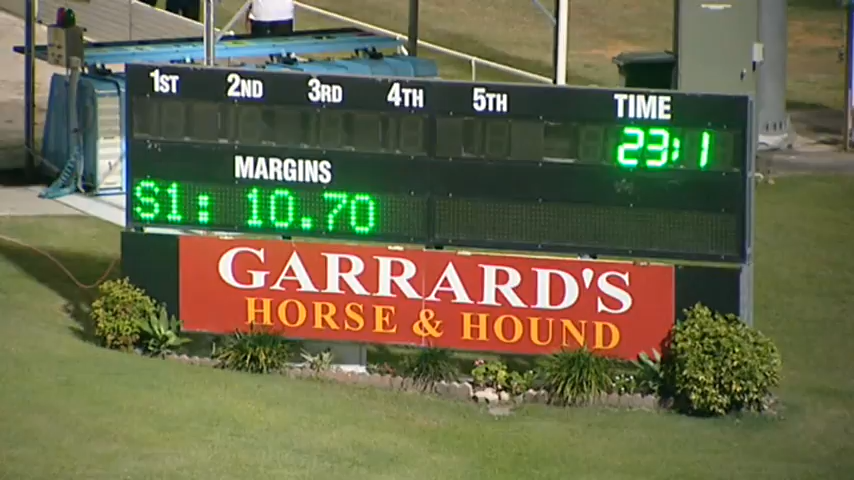 1ST 2ND 3RD 4TH 5TH TIME
23:1
MARGINS
S1: 10.70
GARRARD'S
HORSE & HOUND